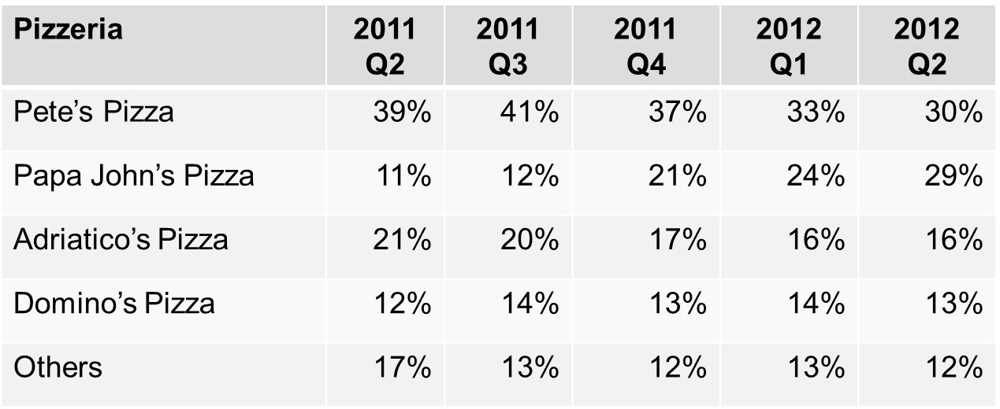 Pizzeria 2011 Q2 2011 Q3 2011 Q4 2012 Q1 2012 Q2
Pete’s Pizza 39% 41% 37% 33% 30%
Papa John’s Pizza 11% 12% 21% 24% 29%
Adriatico’s Pizza 21% 20% 17% 16% 16%
Domino’s Pizza 12% 14% 13% 14% 13%
Others 17% 13% 12% 13% 12%